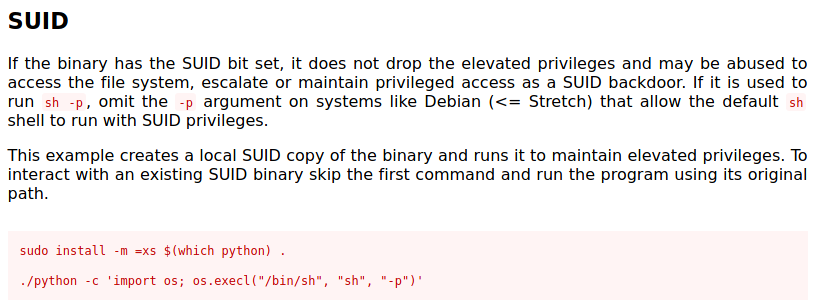 SUID
If the binary has the SUID bit set, it does not drop the elevated privileges and may be abused to
access the file system, escalate or maintain privileged access as a SUID backdoor. If it is used to
run sh -p, omit the -p argument on systems like Debian (<= Stretch) that allow the default sh
shell to run with SUID privileges.
This example creates a local SUID copy of the binary and runs it to maintain elevated privileges. To
interact with an existing SUID binary skip the first command and run the program using its original
path.
sudo install -m =xs $(which python) .
./python -c 'import os; os.execl("/bin/sh", "sh", "-p")'